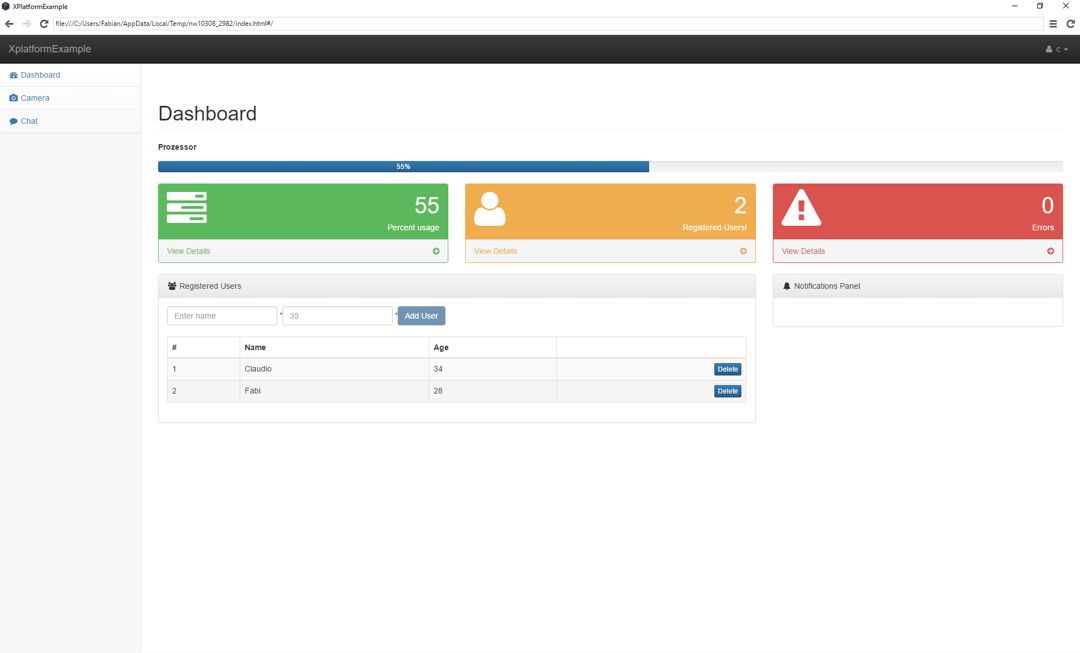 XPlatformExample
file:///C:/Users/Fabian/AppData/Local/Temp/nw10308_2982/index.html#/
XplatformExample
c
Dashboard
Camera
Chat
Dashboard
Prozessor
55%
55
Percent usage
View Details
2
Registered Users!
View Details
0
Errors
View Details
Registered Users
Enter name * 35 * Add User
# Name Age
1 Claudio 34 Delete
2 Fabi 28 Delete
Notifications Panel